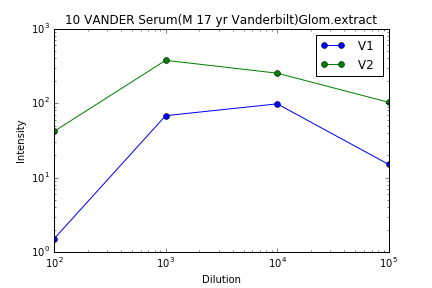 10 VANDER Serum(M 17 yr Vanderbilt)Glom.extract
10³
10²
10¹
10⁰
Intensity
V1
V2
10²
10³
10⁴
10⁵
Dilution